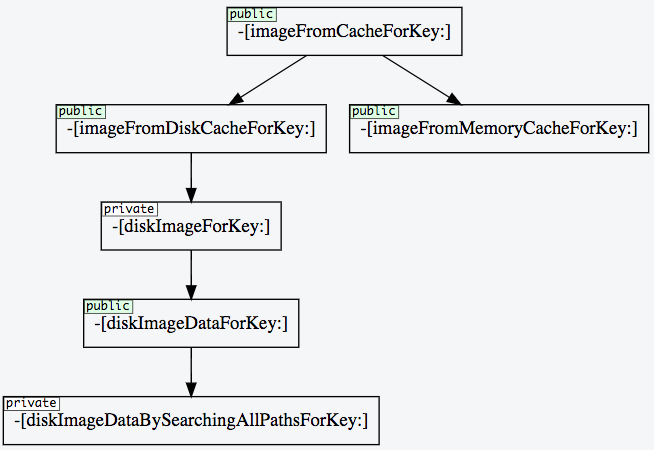 public
-[imageFromCacheForKey:]
public
-[imageFromDiskCacheForKey:]
public
-[imageFromMemoryCacheForKey:]
private
-[diskImageForKey:]
public
-[diskImageDataForKey:]
private
-[diskImageDataBySearchingAllPathsForKey:]